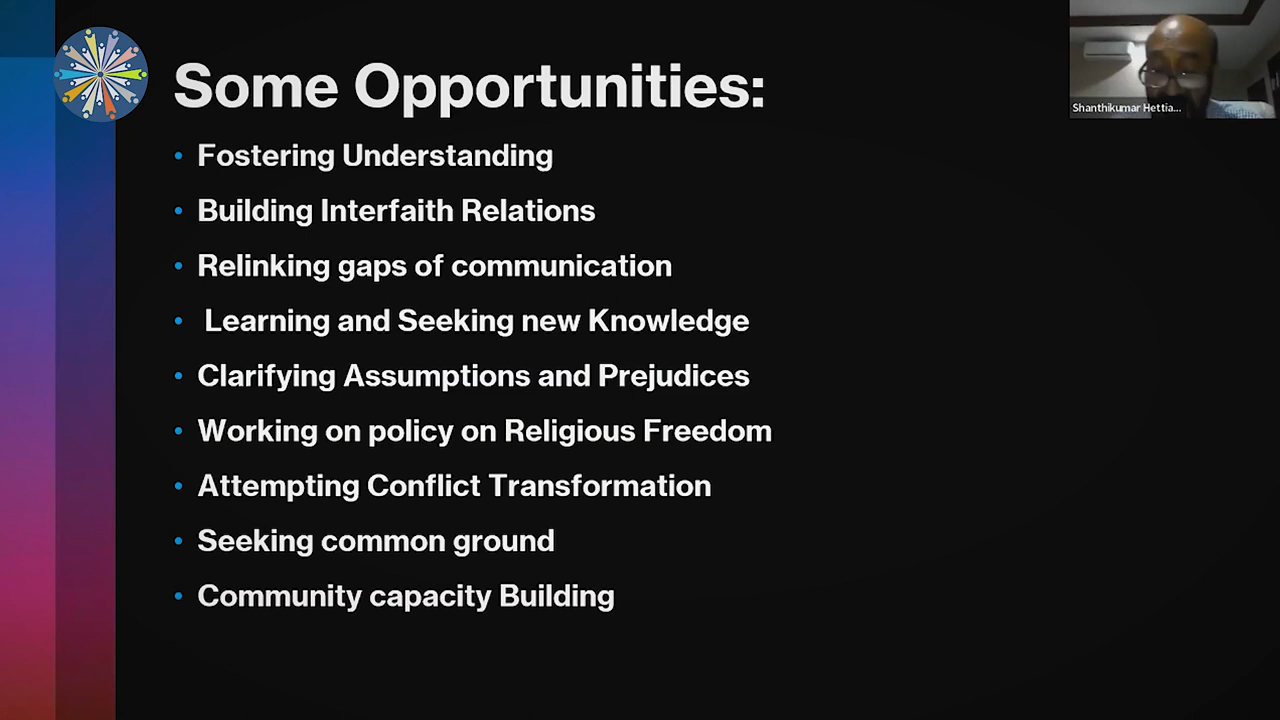 Some Opportunities:
• Fostering Understanding
• Building Interfaith Relations
• Relinking gaps of communication
• Learning and Seeking new Knowledge
• Clarifying Assumptions and Prejudices
• Working on policy on Religious Freedom
• Attempting Conflict Transformation
• Seeking common ground
• Community capacity Building
Shanthikumar Hettia...